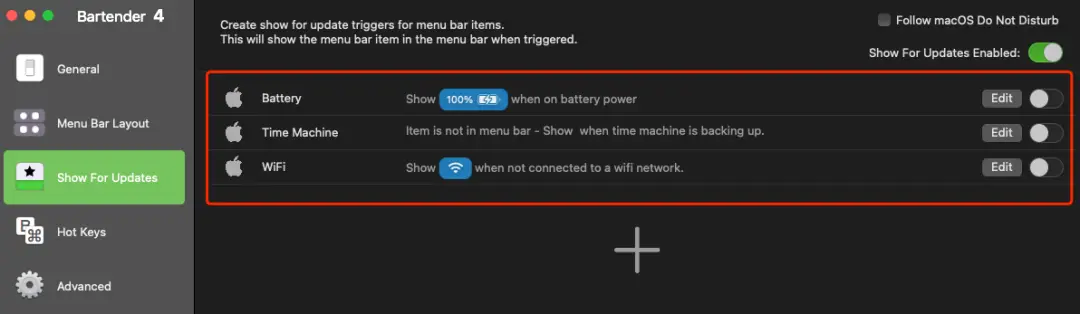 Bartender 4
General
Menu Bar Layout
Show For Updates
Hot Keys
Advanced
Create show for update triggers for menu bar items.
This will show the menu bar item in the menu bar when triggered.
Follow macOS Do Not Disturb
Show For Updates Enabled:
Battery Show 100% when on battery power Edit
Time Machine Item is not in menu bar - Show when time machine is backing up. Edit
WiFi Show when not connected to a wifi network. Edit